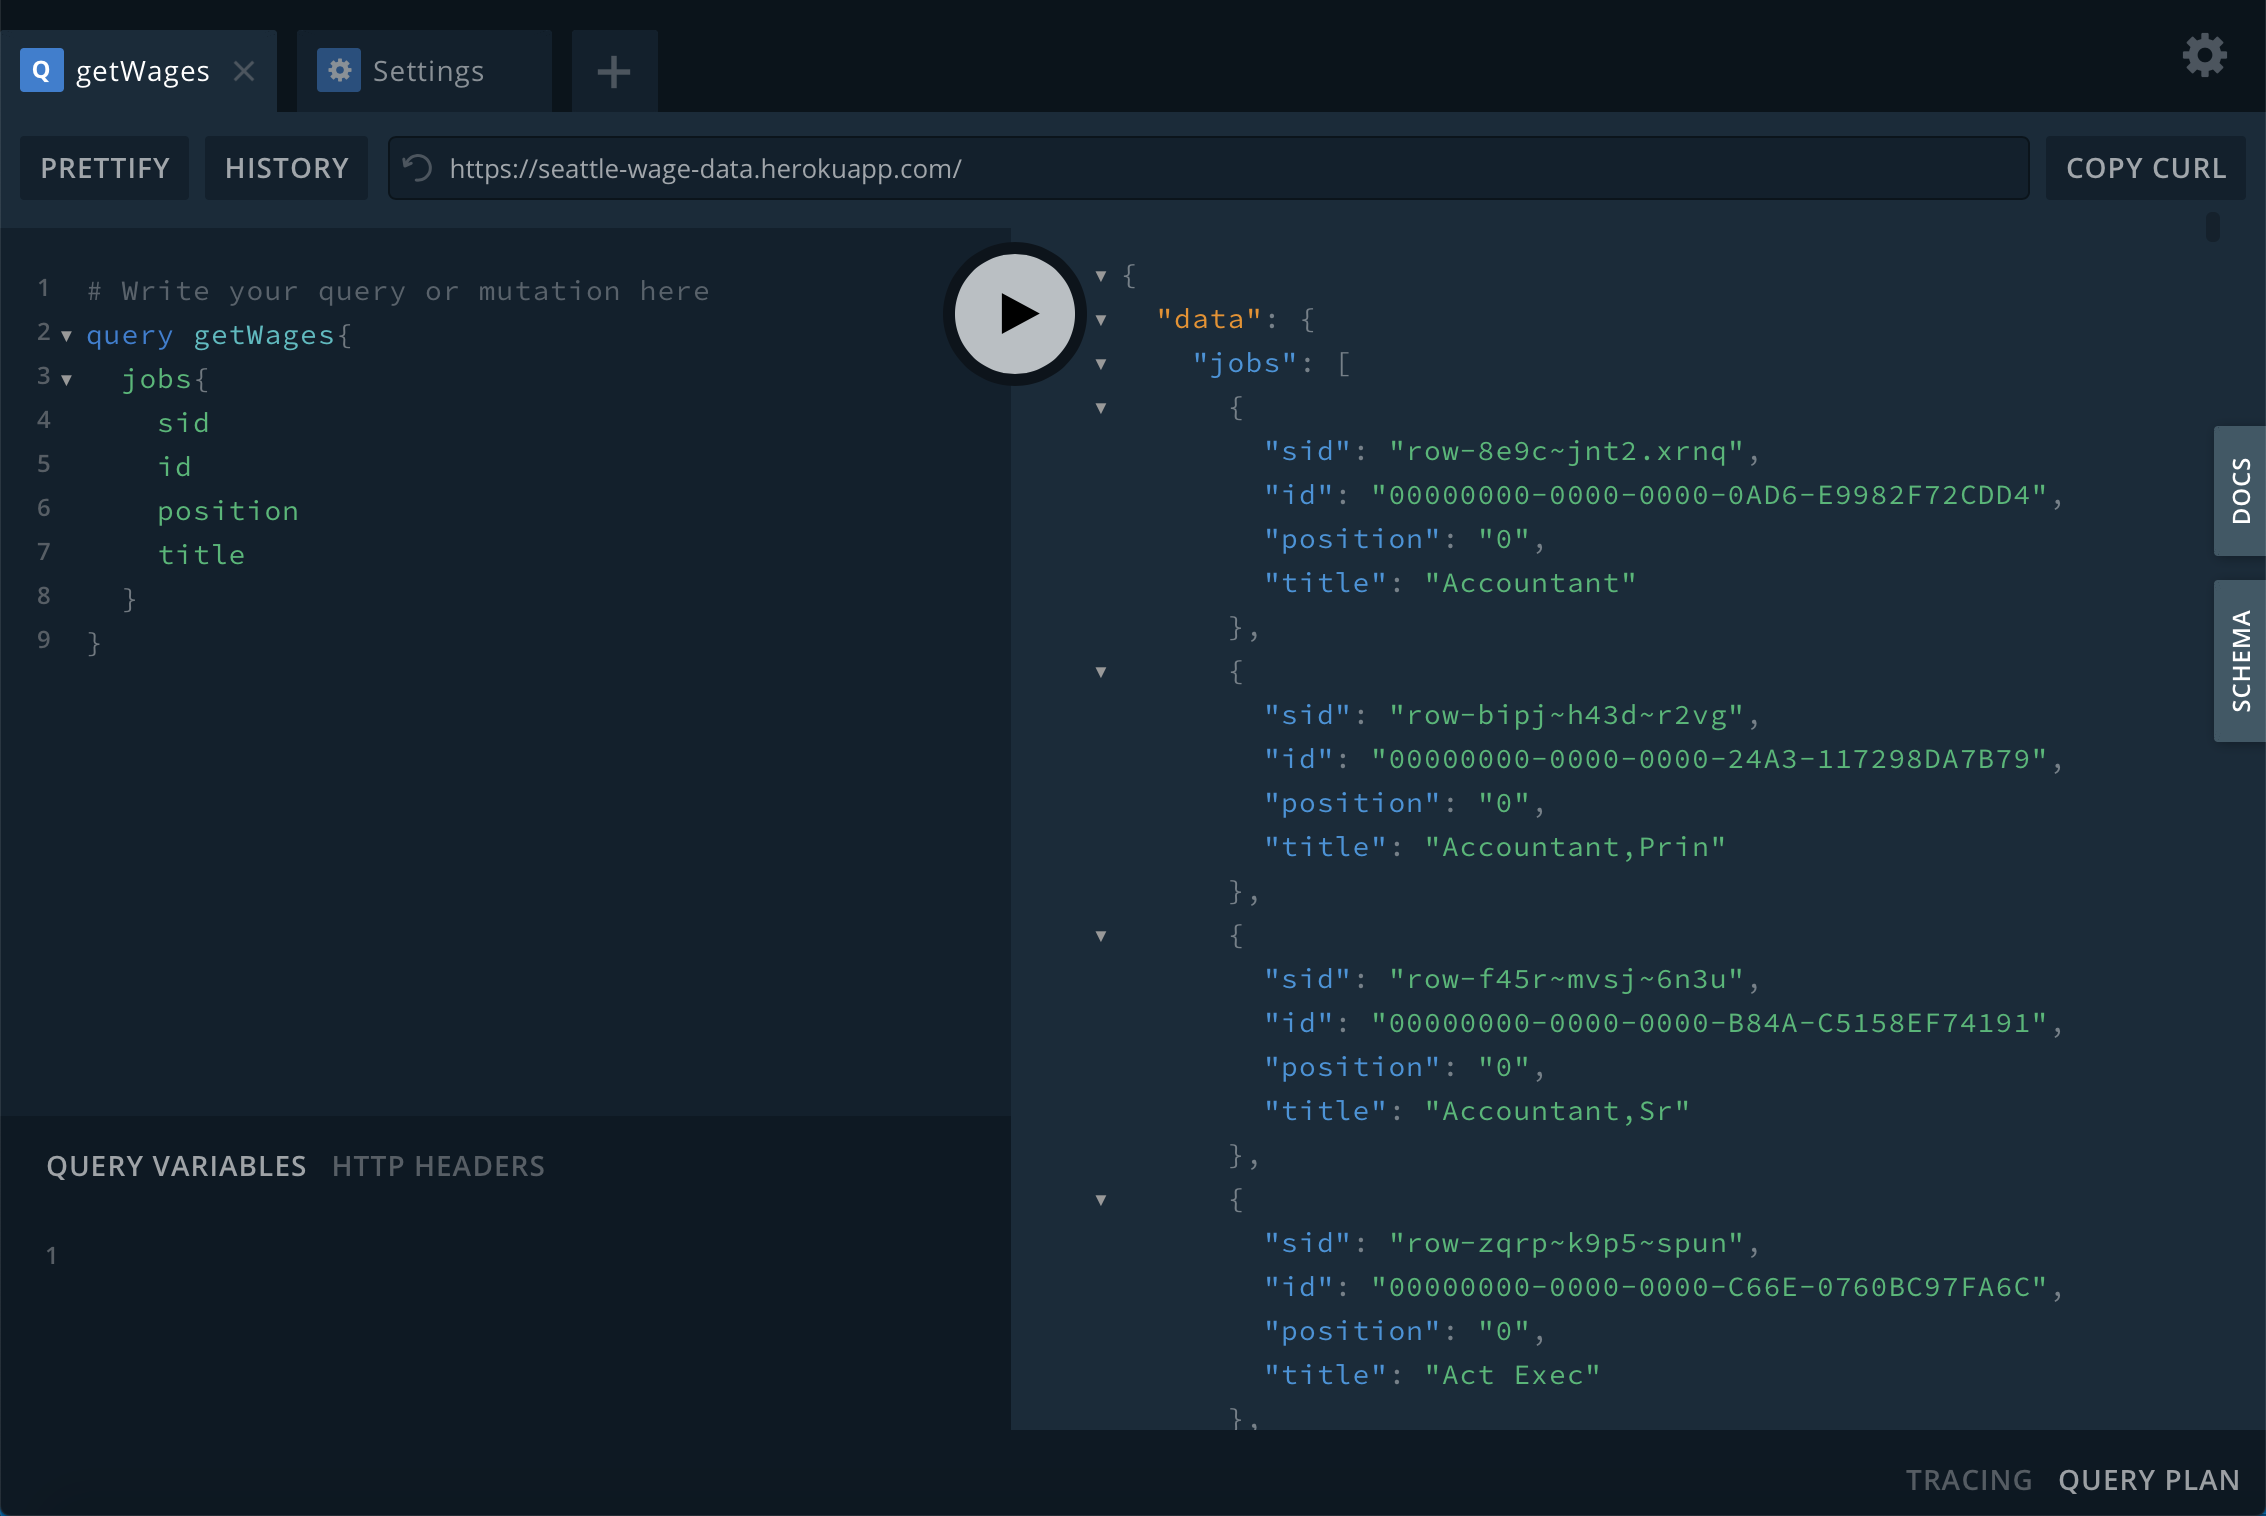 Q getWages
Settings
PRETTIFY
HISTORY
https://seattle-wage-data.herokuapp.com/
COPY CURL
1 # Write your query or mutation here
2 query getWages{
3 jobs{
4 sid
5 id
6 position
7 title
8 }
9 }
QUERY VARIABLES HTTP HEADERS
1
{
"data": {
"jobs": [
{
"sid": "row-8e9c~jnt2.xrnq",
"id": "00000000-0000-0000-0AD6-E9982F72CDD4",
"position": "0",
"title": "Accountant"
},
{
"sid": "row-bipj~h43d~r2vg",
"id": "00000000-0000-0000-24A3-117298DA7B79",
"position": "0",
"title": "Accountant,Prin"
},
{
"sid": "row-f45r~mvsj~6n3u",
"id": "00000000-0000-0000-B84A-C5158EF74191",
"position": "0",
"title": "Accountant,Sr"
},
{
"sid": "row-zqrp~k9p5~spun",
"id": "00000000-0000-0000-C66E-0760BC97FA6C",
"position": "0",
"title": "Act Exec"
},
DOCS
SCHEMA
TRACING QUERY PLAN